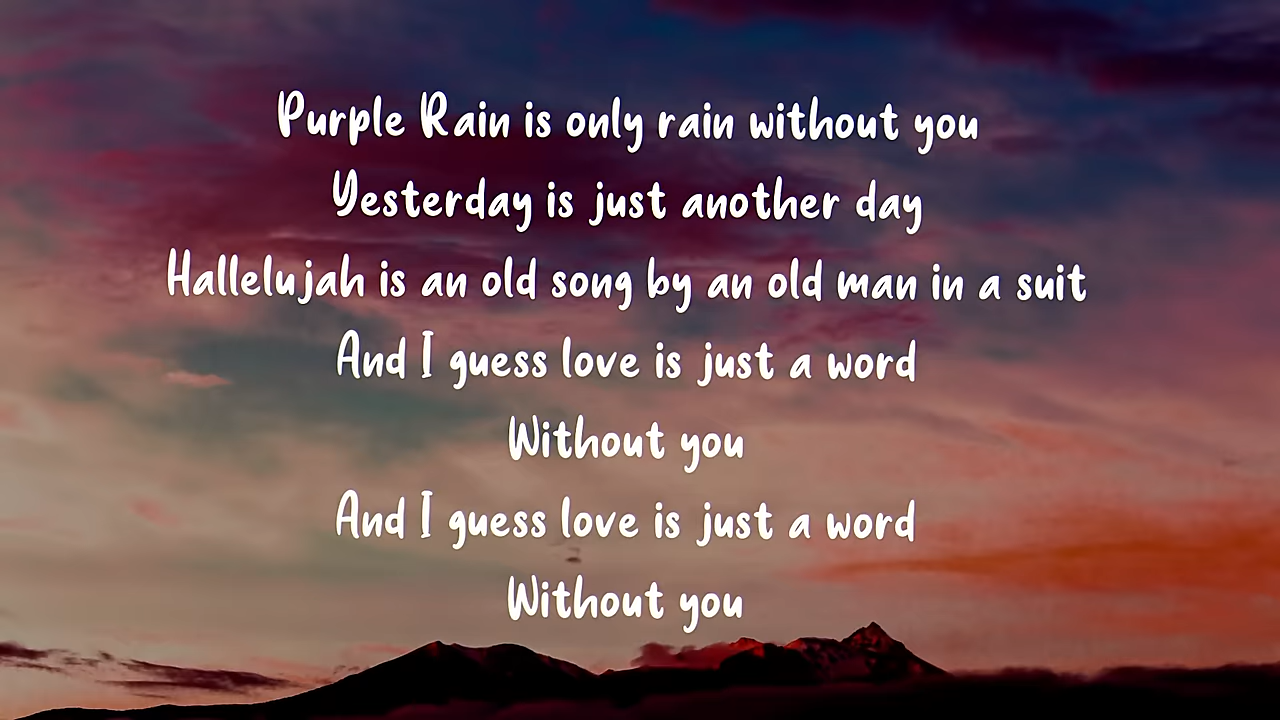 Purple Rain is only rain without you
Yesterday is just another day
Hallelujah is an old song by an old man in a suit
And I guess love is just a word
Without you
And I guess love is just a word
Without you